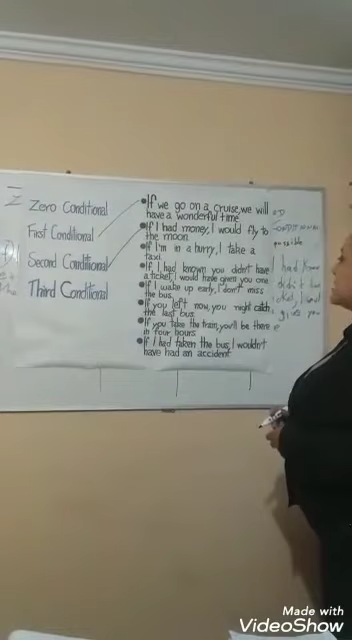 Zero Conditional
First Conditional
Second Conditional
Third Conditional
If we go on a cruise, we will
have a wonderful time
If I had money, I would fly to
the moon
If I'm in a hurry, I take a
taxi.
If, I had known you didn't have
a ticket, I would have given you one
If I wake up early, I don't miss
the bus.
If you left now, you might catch
the last bus.
If you take the train, you'll be there
in four hours
If I had taken the bus, I wouldn't
have had an accident
possible
I had know
didn't
give
Made with
VideoShow